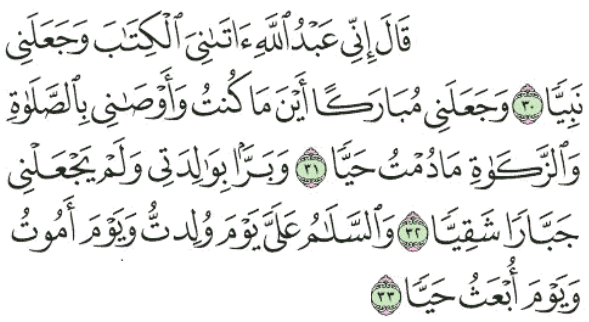 قَالَ إِنِّي عَبْدُ ٱللَّهِ ءَاتَىٰنِيَ ٱلْكِتَٰبَ وَجَعَلَنِي
نَبِيًّا ٣٠ وَجَعَلَنِي مُبَارَكًا أَيْنَ مَا كُنتُ وَأَوْصَٰنِي بِٱلصَّلَوٰةِ
وَٱلزَّكَوٰةِ مَا دُمْتُ حَيًّا ٣١ وَبَرًّۢا بِوَٰلِدَتِي وَلَمْ يَجْعَلْنِي
جَبَّارًا شَقِيًّا ٣٢ وَٱلسَّلَٰمُ عَلَيَّ يَوْمَ وُلِدتُّ وَيَوْمَ أَمُوتُ
وَيَوْمَ أُبْعَثُ حَيًّا ٣٣